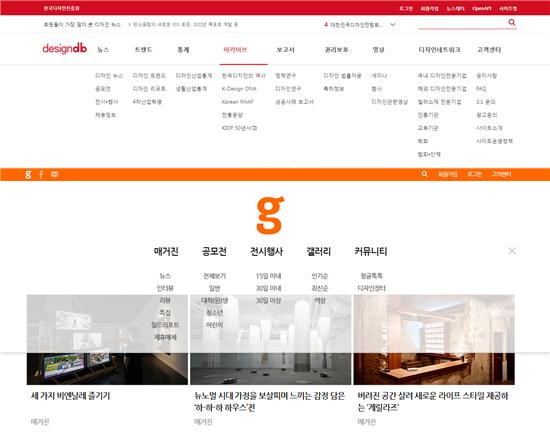 한국디자인진흥원
로그인 회원가입 뉴스레터 OpenAPI 사이트맵
회원들이 가장 많이 본 디자인 뉴스 > 탄소중립의 새로운 ISO 표준, 2022년 목표로 개발 중
4 대한민국디자인전람회...
designdb 뉴스 트렌드 통계 아카이브 보고서 권리보호 영상 디자인네트워크 고객센터
디자인 뉴스 디자인 트렌드 디자인산업통계 한국디자인의 역사 정책연구 디자인 법률자문 세미나 국내 디자인전문기업 공지사항
공모전 디자인 리포트 생활산업통계 K-Design DNA 디자인연구 특허정보 행사 해외 디자인전문기업 FAQ
전시•행사 4차산업혁명 Korean Motif 성공사례 보고서 디자인관련영상 컬러소재 전문기업 1:1 문의
채용정보 전통문양 진흥기관 광고문의
KIDP 50년사 교육기관 사이트소개
학회 사이트운영정책
협회•단체
g f 회원가입 로그인 고객센터
g
매거진 공모전 전시행사 갤러리 커뮤니티
뉴스 전체보기 15일 이내 인기순 정글톡톡
인터뷰 일반 30일 이내 최신순 디자인장터
리뷰 대학(원)생 30일 이상 색상
특집 청소년
월드리포트 어린이
제휴매체
세 가지 비엔날레 즐기기
뉴노멀 시대 가정을 보살피며 느끼는 감정 담은
'하-하-하 하우스'전
버려진 공간 살려 새로운 라이프 스타일 제공하
는 '게릴리즈'
매거진 매거진 매거진